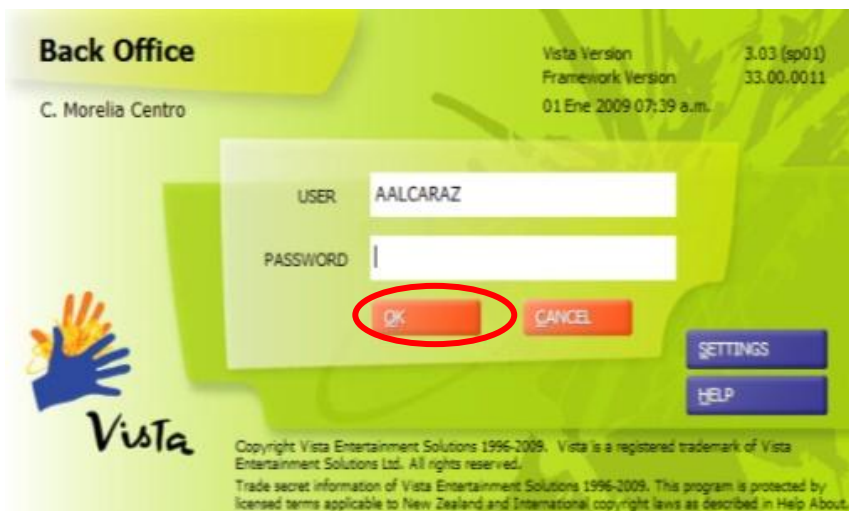 Back Office
Vista Version 3.03 (sp01)
Framework Version 33.00.0011
C. Morelia Centro
01 Ene 2009 07:39 a.m.
USER AALCARAZ
PASSWORD
OK CANCEL
SETTINGS
HELP
Vista
Copyright Vista Entertainment Solutions 1996-2009. Vista is a registered trademark of Vista
Entertainment Solutions Ltd. All rights reserved.
Trade secret information of Vista Entertainment Solutions 1996-2009. This program is protected by
licensed terms applicable to New Zealand and International copyright laws as described in Help About.